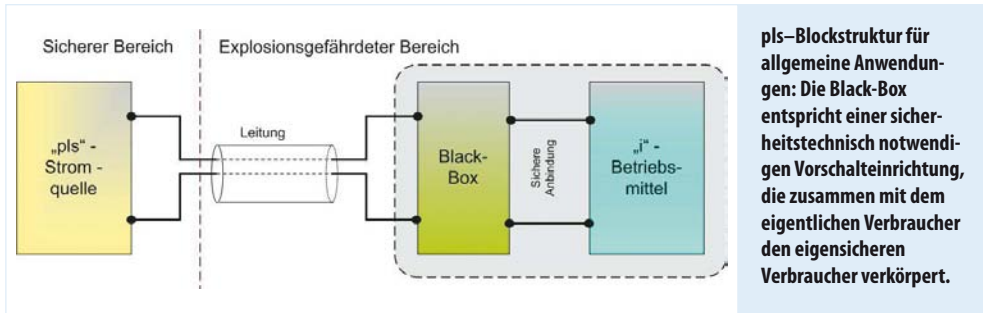 Sicherer Bereich
Explosionsgefährdeter Bereich
„pls“ -
Strom -
quelle
Leitung
Black-
Box
Sichere
Anbindung
„i“ -
Betriebs-
mittel
pls–Blockstruktur für
allgemeine Anwendun-
gen: Die Black-Box
entspricht einer sicher-
heitstechnisch notwendi-
gen Vorschalteinrichtung,
die zusammen mit dem
eigentlichen Verbraucher
den eigensicheren
Verbraucher verkörpert.